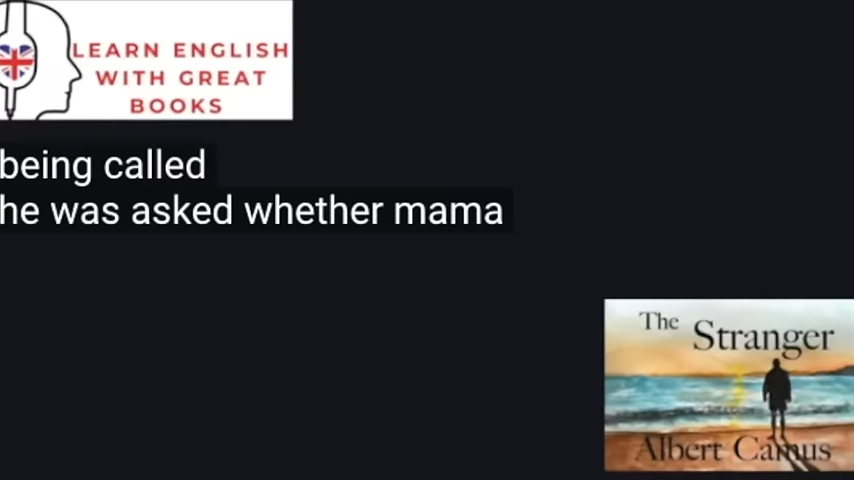 LEARN ENGLISH
WITH GREAT
BOOKS
being called
he was asked whether mama
The Stranger
Albert Camus